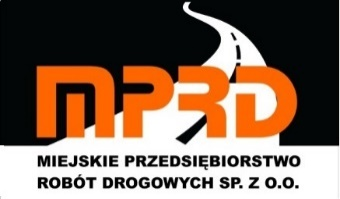 MPRD
MIEJSKIE PRZEDSIĘBIORSTWO
ROBÓT DROGOWYCH SP. Z O.O.